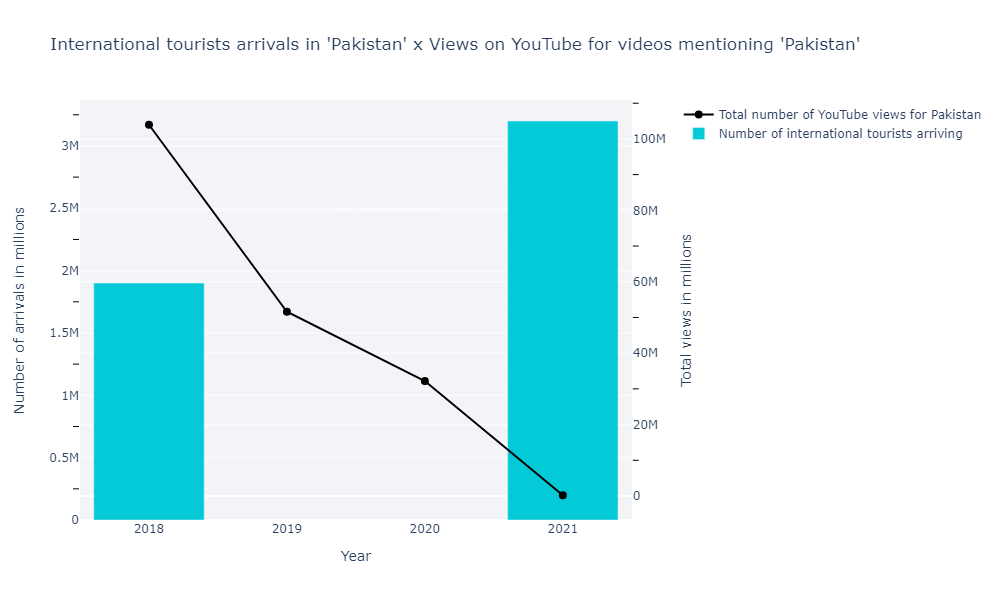 International tourists arrivals in 'Pakistan' x Views on YouTube for videos mentioning 'Pakistan'
Total number of YouTube views for Pakistan
Number of international tourists arriving
Number of arrivals in millions
3M
2.5M
2M
1.5M
1M
0.5M
0
100M
80M
60M
40M
20M
0
Total views in millions
2018 2019 2020 2021
Year